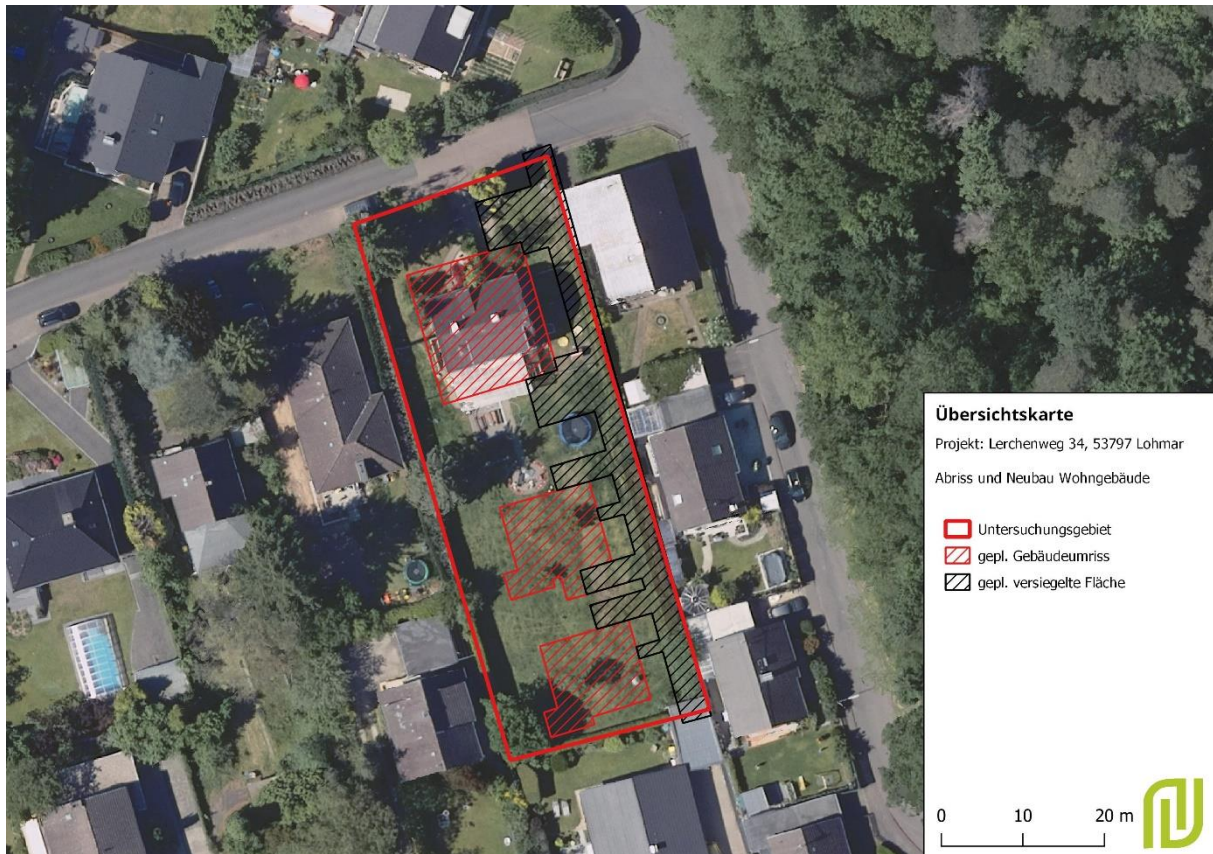 Übersichtskarte
Projekt: Lerchenweg 34, 53797 Lohmar
Abriss und Neubau Wohngebäude
Untersuchungsgebiet
gepl. Gebäudeumriss
gepl. versiegelte Fläche
0 10 20 m